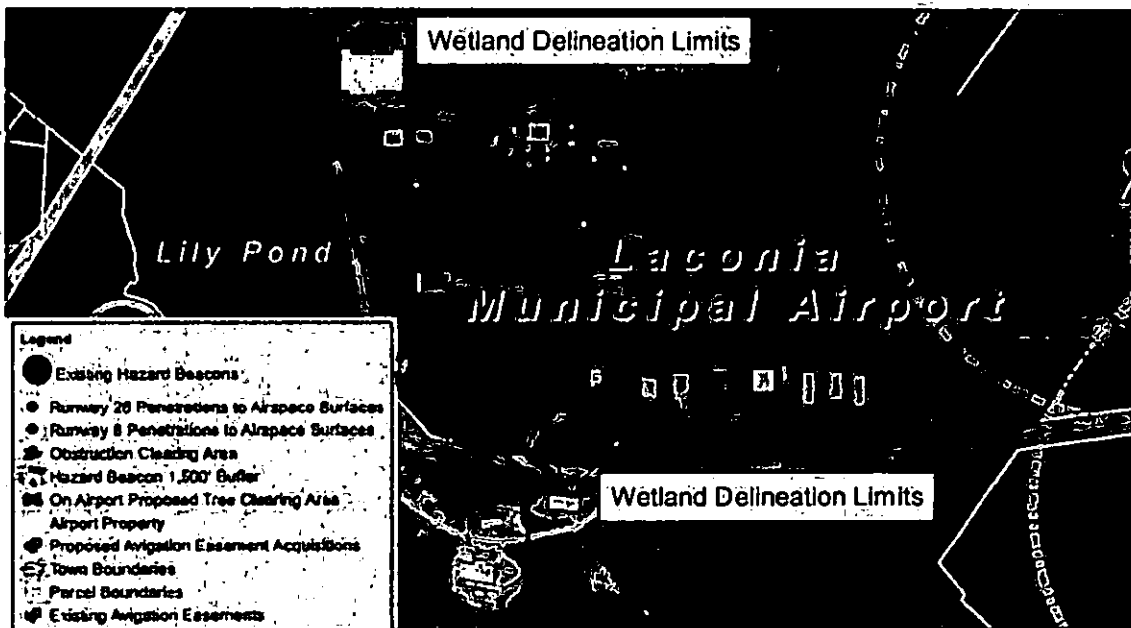 Wetland Delineation Limits
Lily Pond
Laconia
Municipal Airport
Legend
Existing Hazard Beacons
Runway 26 Penetrations to Airspace Surfaces
Runway 8 Penetrations to Airspace Surfaces
Obstruction Clearing Area
Hazard Beacon 1,500' Buffer
On Airport Proposed Tree Clearing Area
Airport Property
Proposed Avigation Easement Acquisitions
Town Boundaries
Parcel Boundaries
Existing Avigation Easements
Wetland Delineation Limits